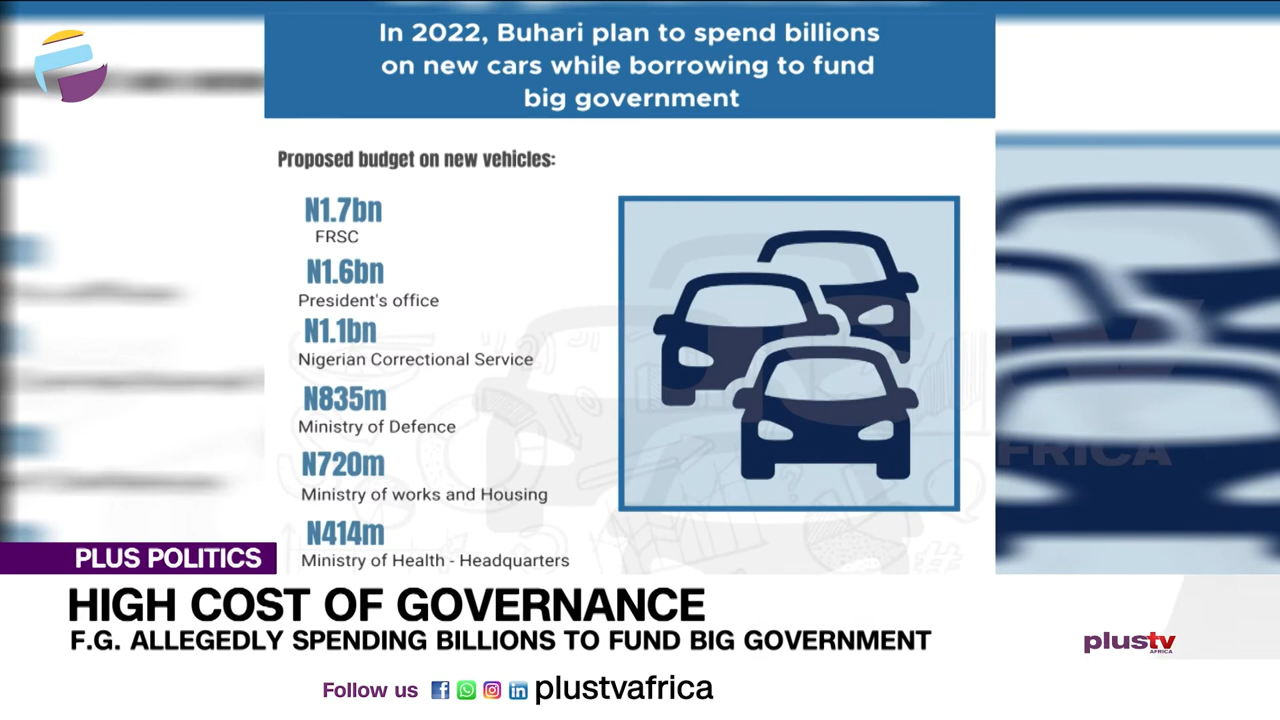 In 2022, Buhari plan to spend billions
on new cars while borrowing to fund
big government
Proposed budget on new vehicles:
N1.7bn
FRSC
N1.6bn
President's office
N1.1bn
Nigerian Correctional Service
N835m
Ministry of Defence
N720m
Ministry of works and Housing
N414m
Ministry of Health - Headquarters
AFRICA
PLUS POLITICS
HIGH COST OF GOVERNANCE
F.G. ALLEGEDLY SPENDING BILLIONS TO FUND BIG GOVERNMENT
plustv
AFRICA
Follow us plustvafrica